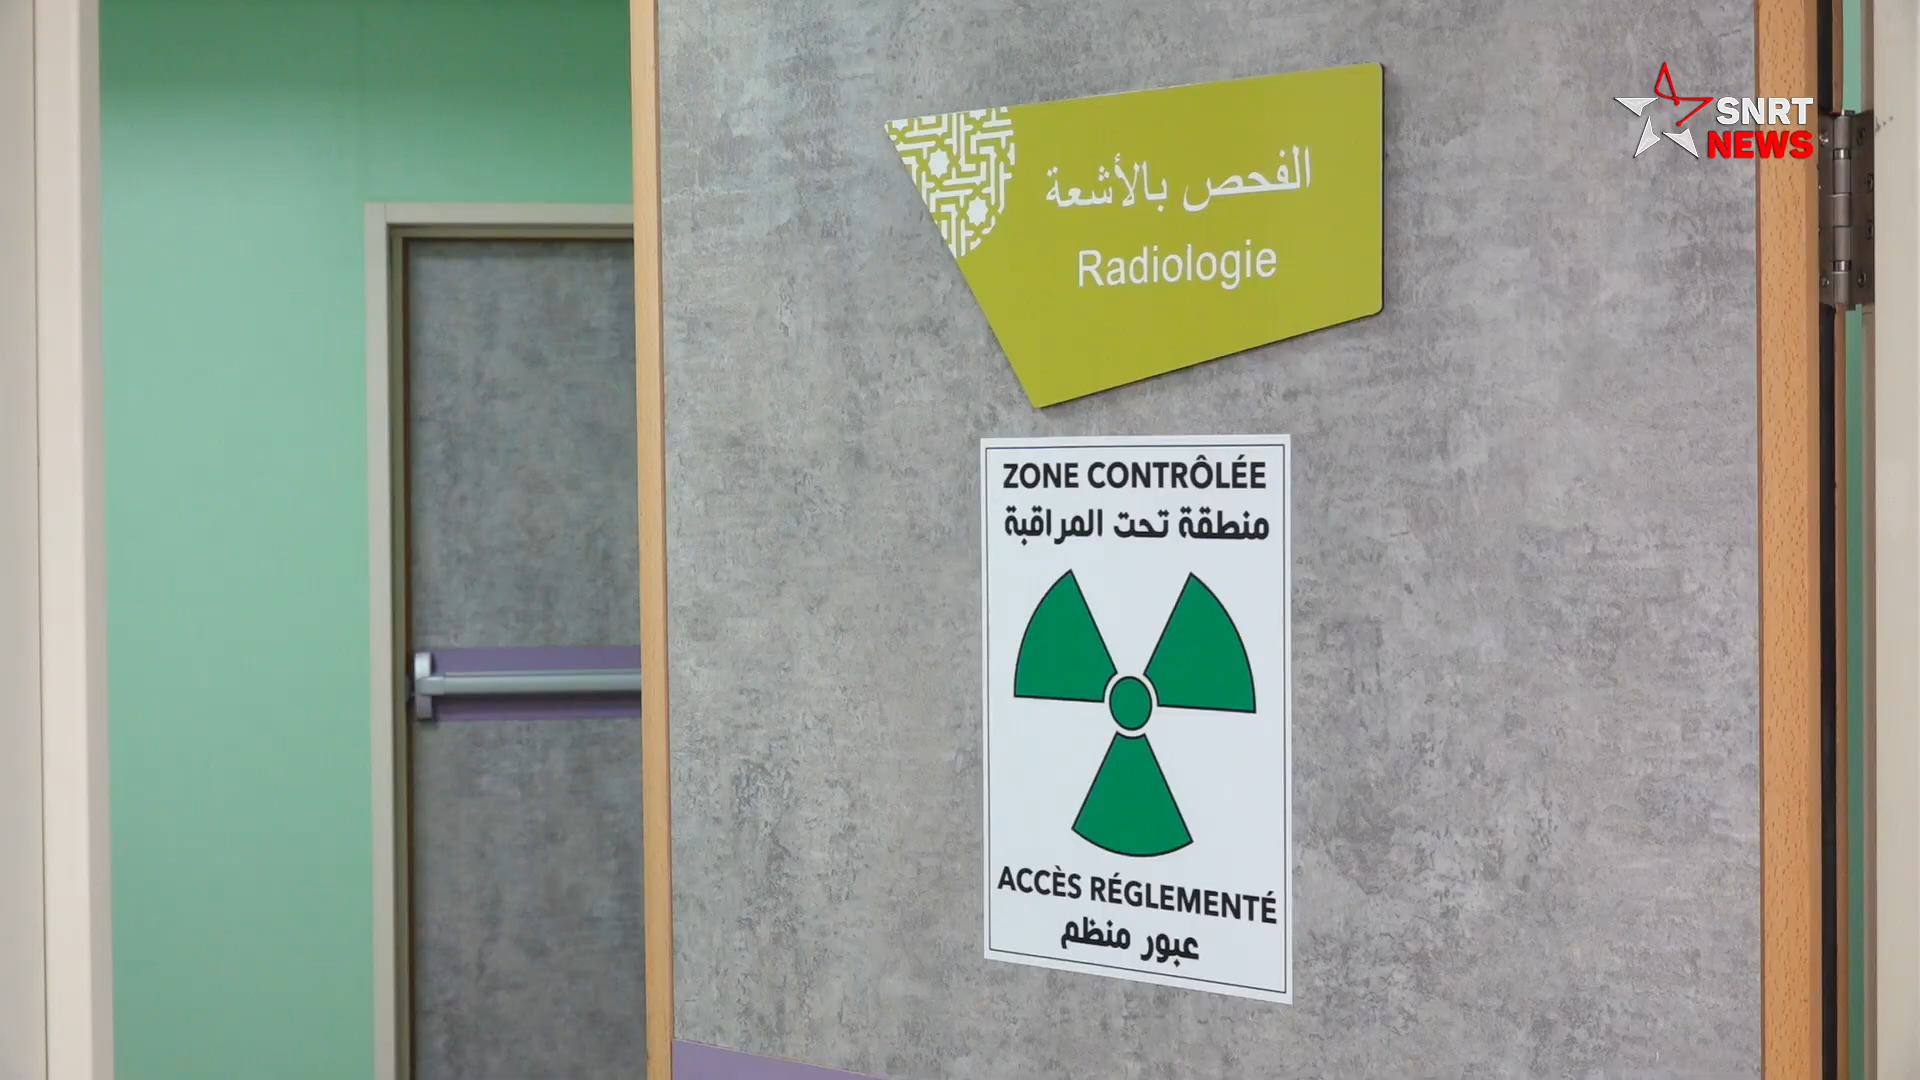 الفحص بالأشعة
Radiologie
SNRT
NEWS
ZONE CONTRÔLÉE
منطقة تحت المراقبة
ACCÈS RÉGLEMENTÉ
عبور منظم